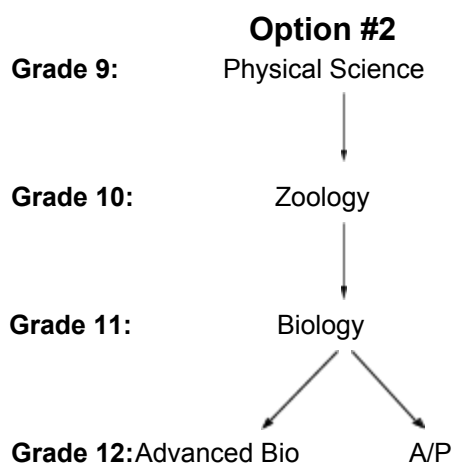 Option #2
Grade 9: Physical Science
Grade 10: Zoology
Grade 11: Biology
Grade 12: Advanced Bio A/P